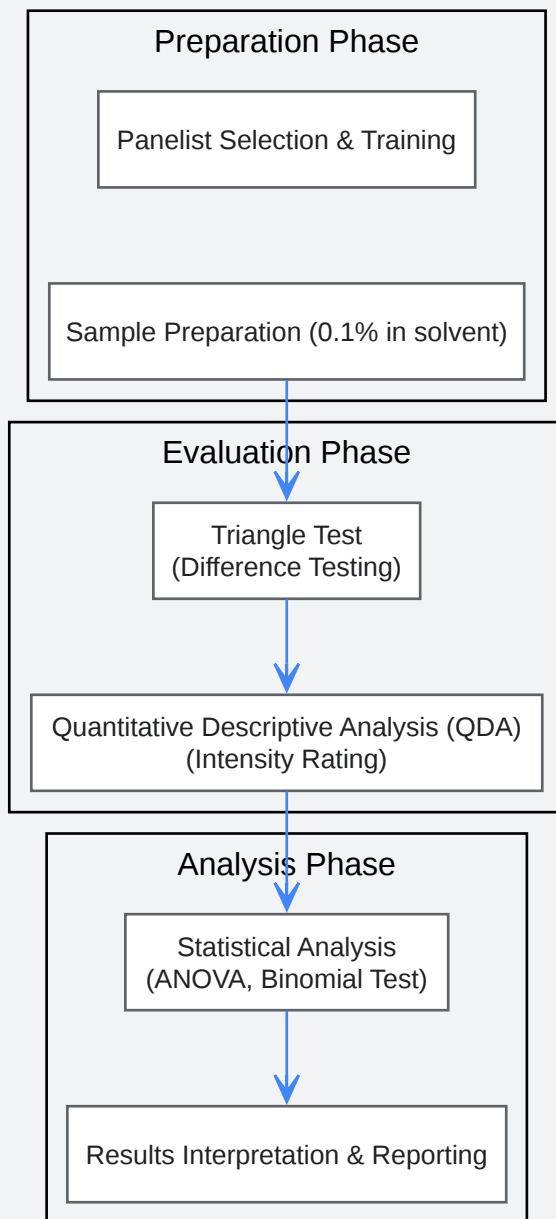 Preparation Phase
Panelist Selection & Training
Sample Preparation (0.1% in solvent)
Evaluation Phase
Triangle Test
(Difference Testing)
Quantitative Descriptive Analysis (QDA)
(Intensity Rating)
Analysis Phase
Statistical Analysis
(ANOVA, Binomial Test)
Results Interpretation & Reporting